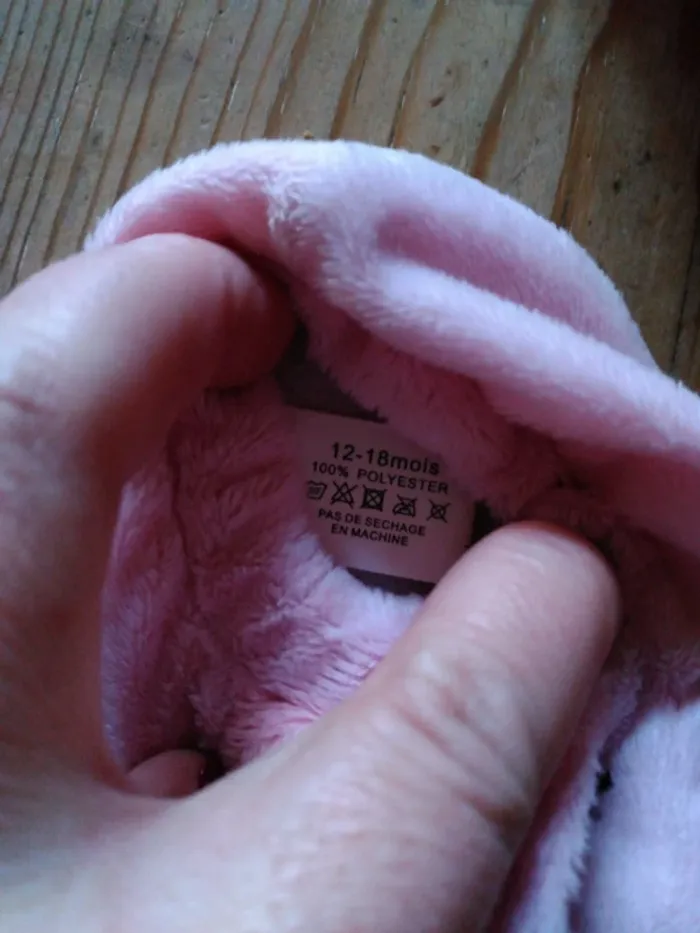 12-18mois
100% POLYESTER
PAS DE SECHAGE
EN MACHINE